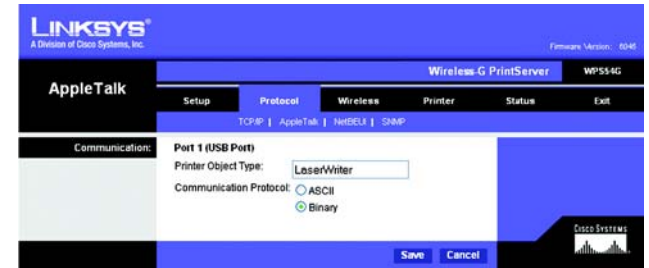 LINKSYS®
A Division of Cisco Systems, Inc.
Firmware Version: 6046
AppleTalk
Wireless-G PrintServer WPS54G
Setup Protocol Wireless Printer Status Exit
TCP/IP | AppleTalk | NetBEUI | SNMP
Communication:
Port 1 (USB Port)
Printer Object Type: LaserWriter
Communication Protocol: ASCII
Binary
Save Cancel
CISCO SYSTEMS